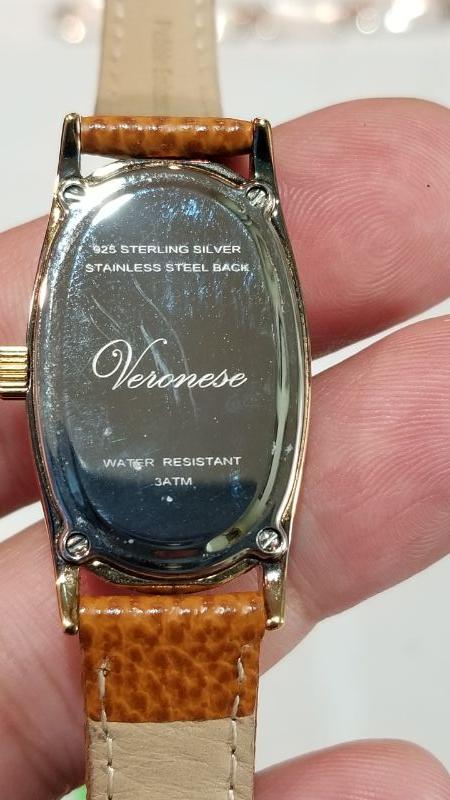 925 STERLING SILVER
STAINLESS STEEL BACK
Veronese
WATER RESISTANT
3ATM